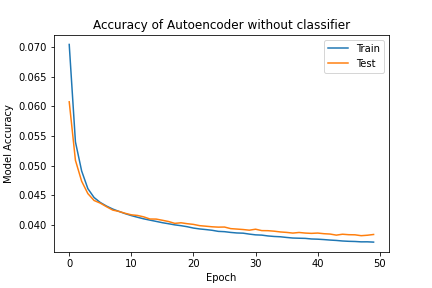 Accuracy of Autoencoder without classifier
Train
Test
0.070
0.065
0.060
0.055
0.050
0.045
0.040
Model Accuracy
0 10 20 30 40 50
Epoch